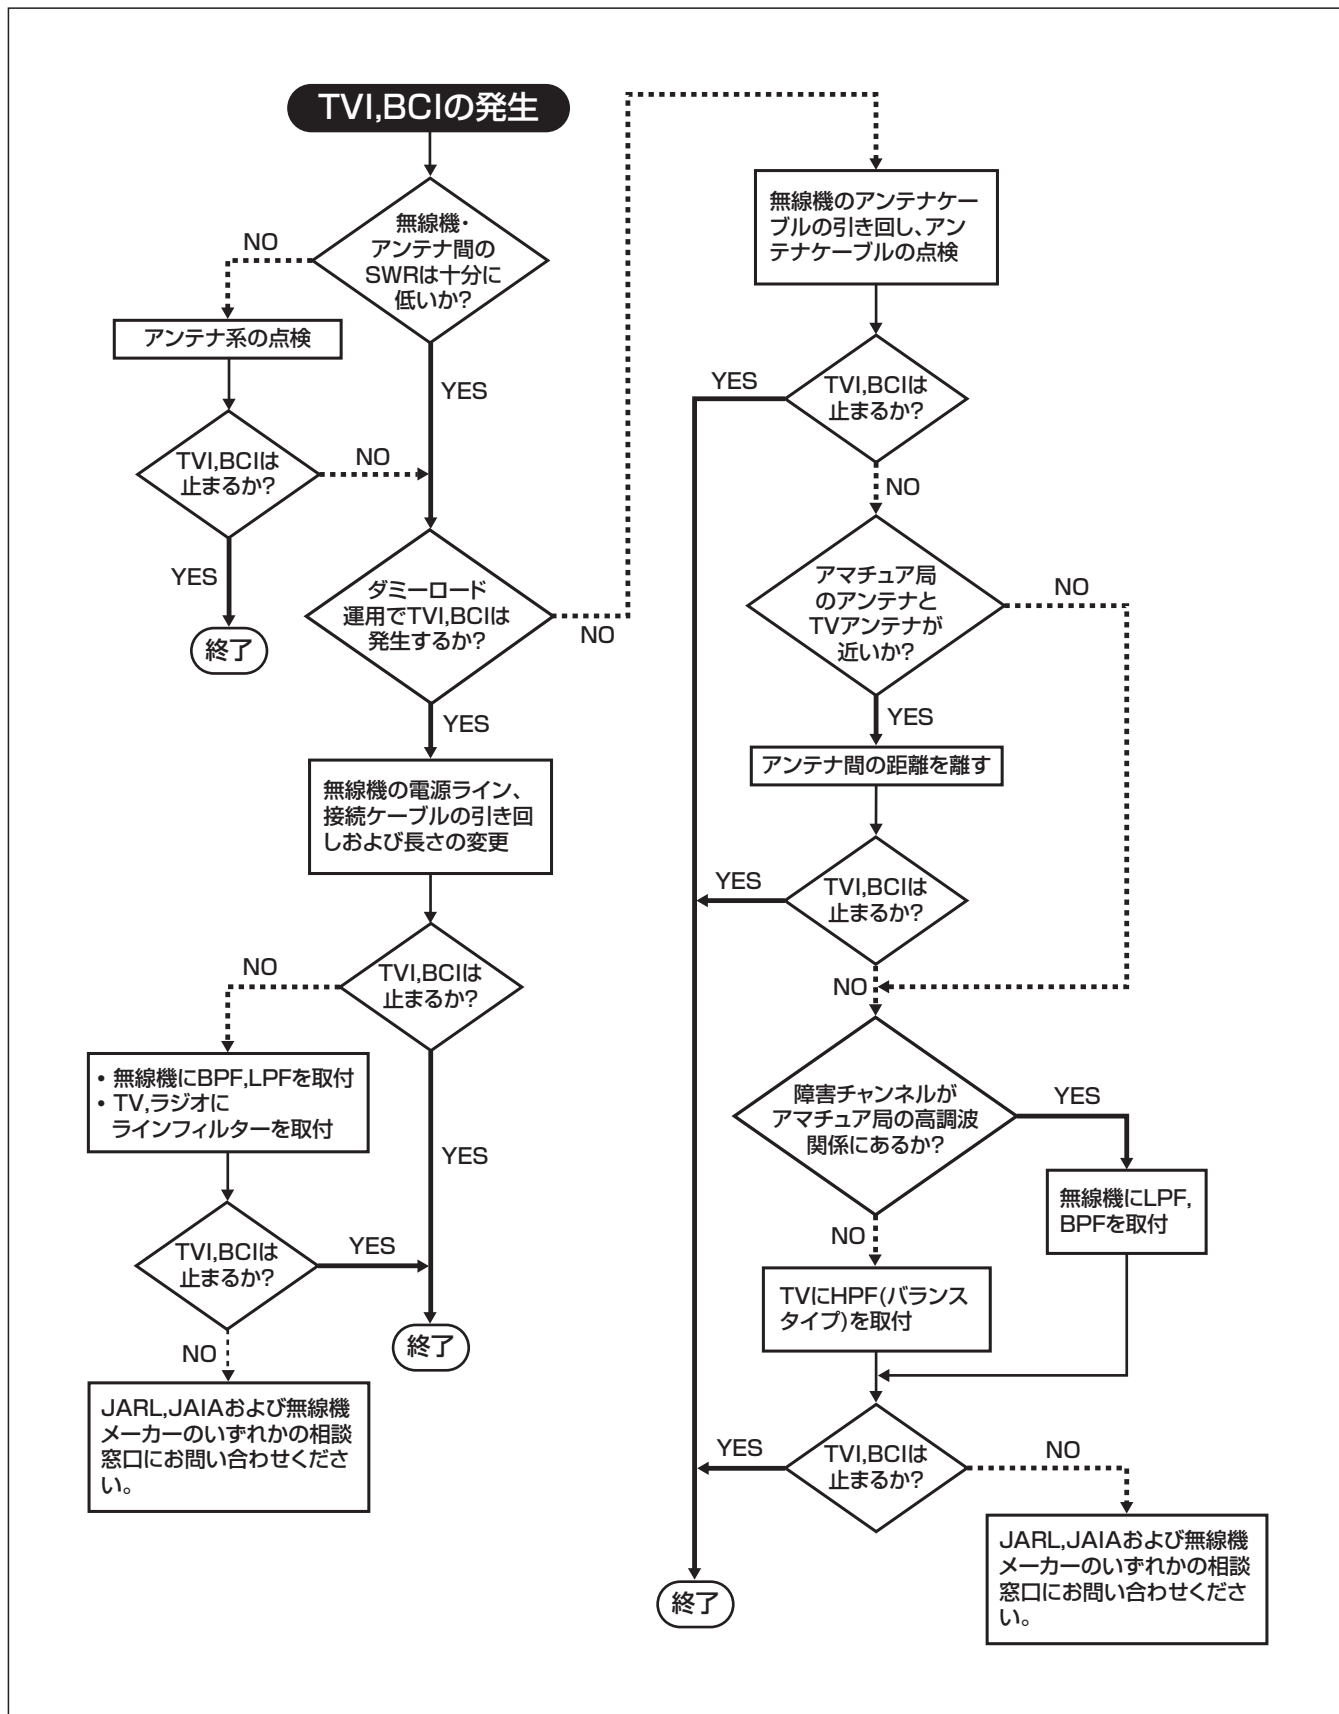 TVI,BCIの発生
無線機・
アンテナ間の
SWRは十分に
低いか?
NO
アンテナ系の点検
YES
TVI,BCIは
止まるか?
NO
YES
終了
ダミーロード
運用でTVI,BCIは
発生するか?
NO
YES
無線機の電源ライン、
接続ケーブルの引き回
しおよび長さの変更
TVI,BCIは
止まるか?
NO
• 無線機にBPF,LPFを取付
• TV,ラジオに
ラインフィルターを取付
YES
TVI,BCIは
止まるか?
YES
終了
NO
JARL,JAIAおよび無線機
メーカーのいずれかの相談
窓口にお問い合わせくださ
い。
無線機のアンテナケー
ブルの引き回し、アン
テナケーブルの点検
YES
TVI,BCIは
止まるか?
NO
アマチュア局
のアンテナと
TVアンテナが
近いか?
NO
YES
アンテナ間の距離を離す
YES
TVI,BCIは
止まるか?
NO
障害チャンネルが
アマチュア局の高調波
関係にあるか?
YES
無線機にLPF,
BPFを取付
NO
TVにHPF(バランス
タイプ)を取付
YES
TVI,BCIは
止まるか?
NO
JARL,JAIAおよび無線機
メーカーのいずれかの相談
窓口にお問い合わせくださ
い。
終了